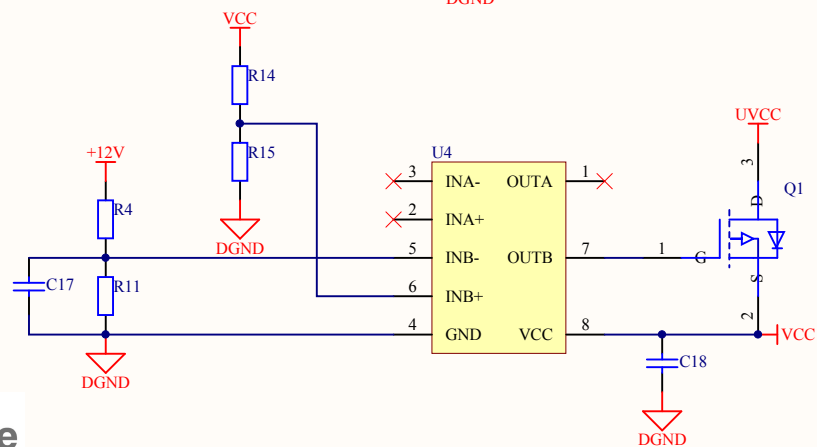 DGND
VCC
R14
R15
DGND
+12V
R4
C17
R11
DGND
U4
3 INA- OUTA 1
2 INA+
5 INB- OUTB 7
6 INB+
4 GND VCC 8
UVCC
3
D
Q1
1 G
S
2
VCC
C18
DGND
e